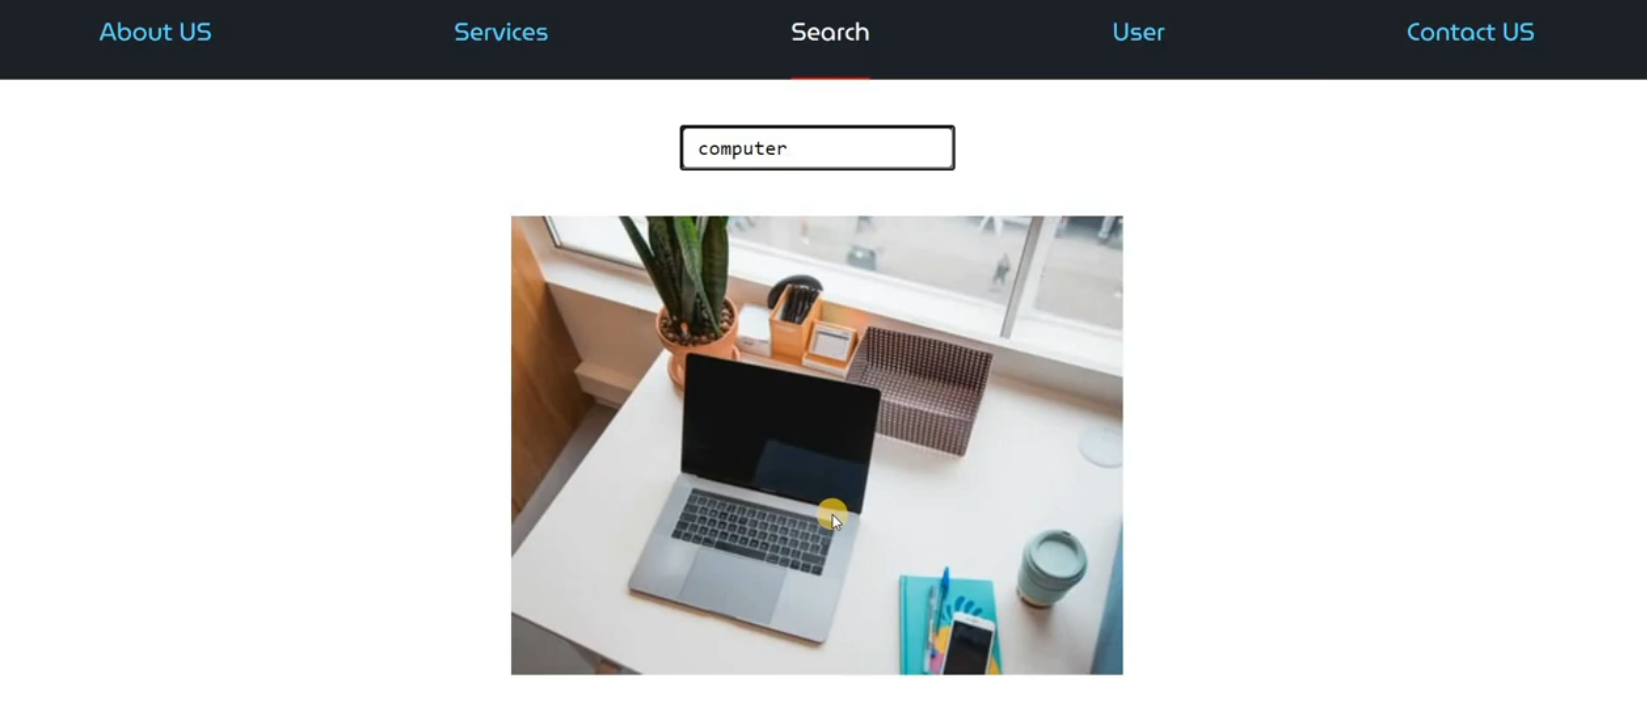 About US Services Search User Contact US
computer